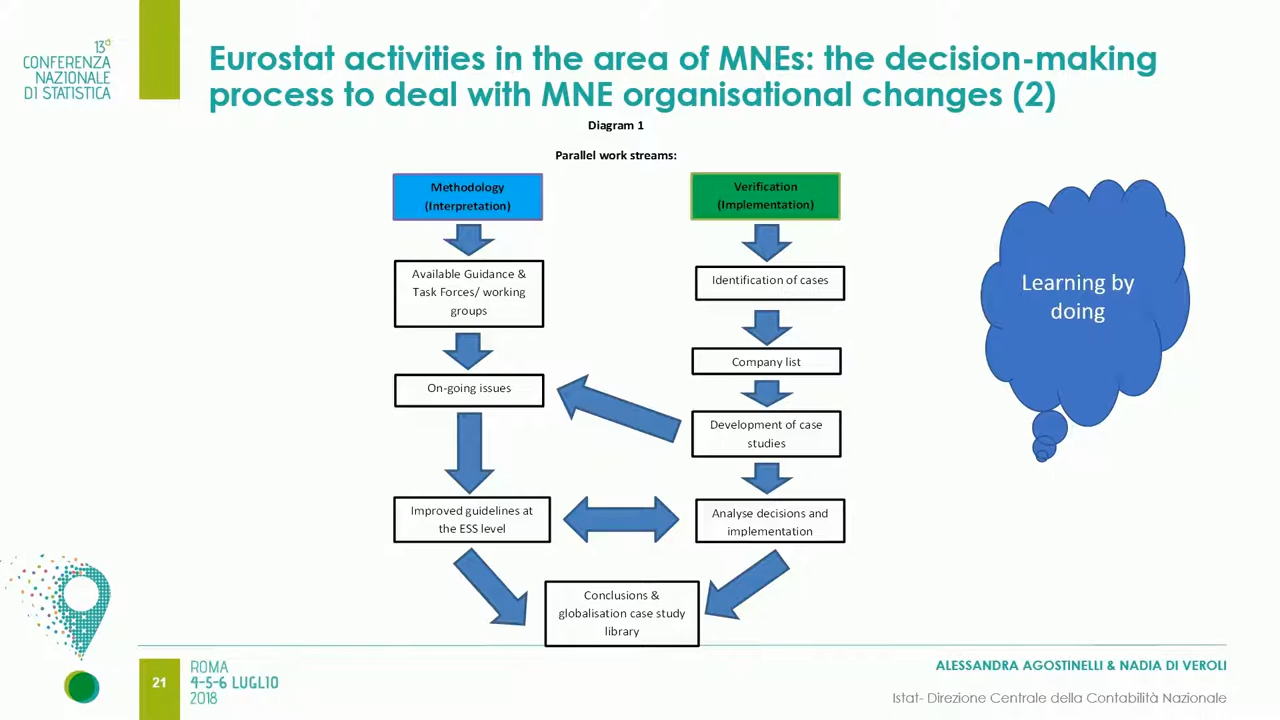 13ª
CONFERENZA
NAZIONALE
DI STATISTICA
Eurostat activities in the area of MNEs: the decision-making
process to deal with MNE organisational changes (2)
Diagram 1
Parallel work streams:
Methodology
(Interpretation)
Verification
(Implementation)
Available Guidance &
Task Forces/ working
groups
Identification of cases
Company list
On-going issues
Development of case
studies
Improved guidelines at
the ESS level
Analyse decisions and
implementation
Conclusions &
globalisation case study
library
Learning by
doing
21
ROMA
4-5-6 LUGLIO
2018
ALESSANDRA AGOSTINELLI & NADIA DI VEROLI
Istat- Direzione Centrale della Contabilità Nazionale